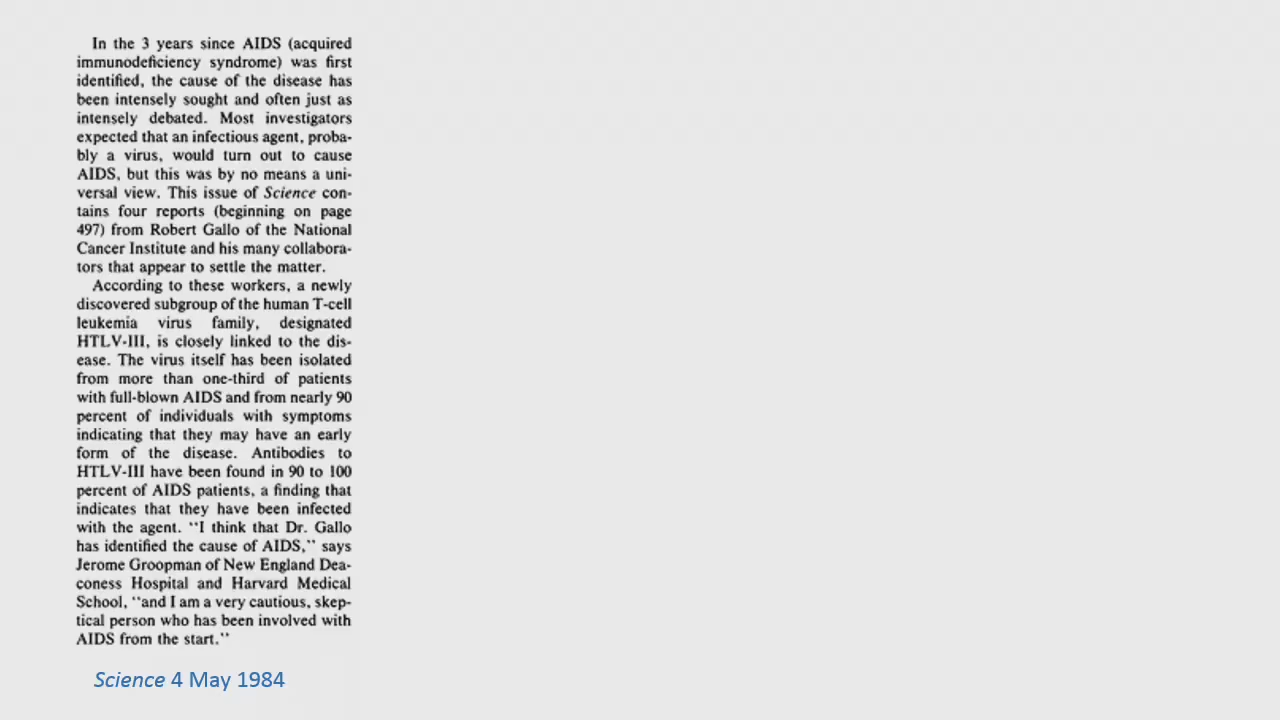 In the 3 years since AIDS (acquired
immunodeficiency syndrome) was first
identified, the cause of the disease has
been intensely sought and often just as
intensely debated. Most investigators
expected that an infectious agent, proba-
bly a virus, would turn out to cause
AIDS, but this was by no means a uni-
versal view. This issue of Science con-
tains four reports (beginning on page
497) from Robert Gallo of the National
Cancer Institute and his many collabora-
tors that appear to settle the matter.
According to these workers, a newly
discovered subgroup of the human T-cell
leukemia virus family, designated
HTLV-III, is closely linked to the dis-
ease. The virus itself has been isolated
from more than one-third of patients
with full-blown AIDS and from nearly 90
percent of individuals with symptoms
indicating that they may have an early
form of the disease. Antibodies to
HTLV-III have been found in 90 to 100
percent of AIDS patients, a finding that
indicates that they have been infected
with the agent. "I think that Dr. Gallo
has identified the cause of AIDS," says
Jerome Groopman of New England Dea-
coness Hospital and Harvard Medical
School, "and I am a very cautious, skep-
tical person who has been involved with
AIDS from the start."
Science 4 May 1984